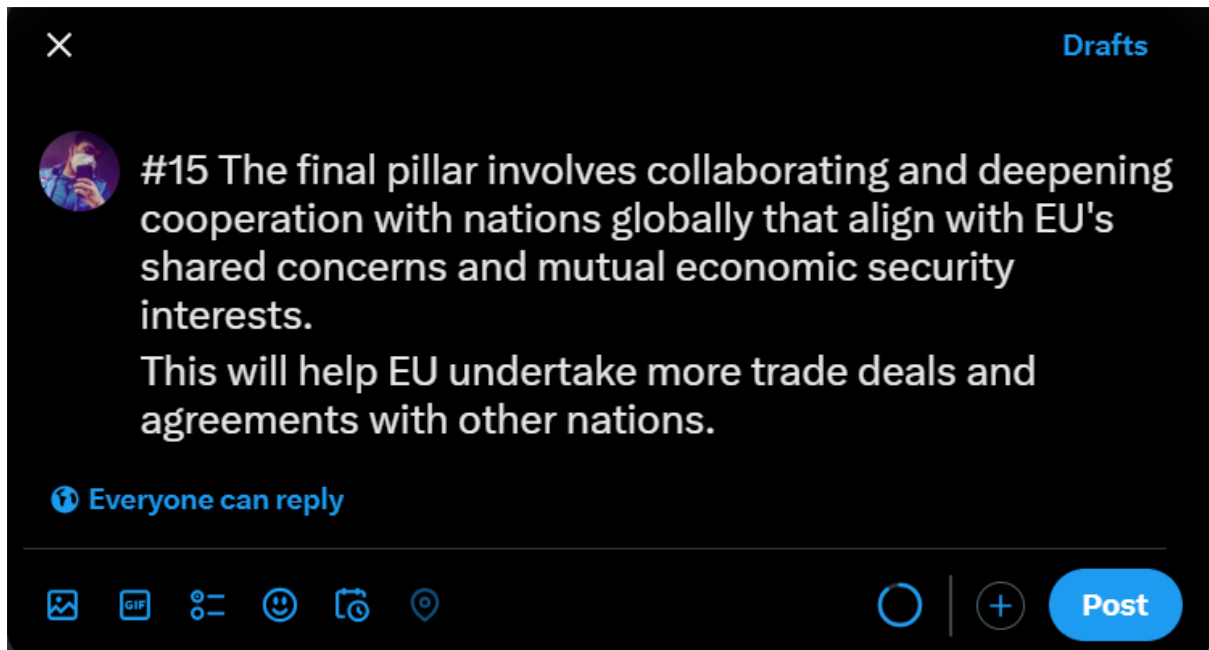 Drafts
#15 The final pillar involves collaborating and deepening
cooperation with nations globally that align with EU's
shared concerns and mutual economic security
interests.
This will help EU undertake more trade deals and
agreements with other nations.
Everyone can reply
GIF
Post